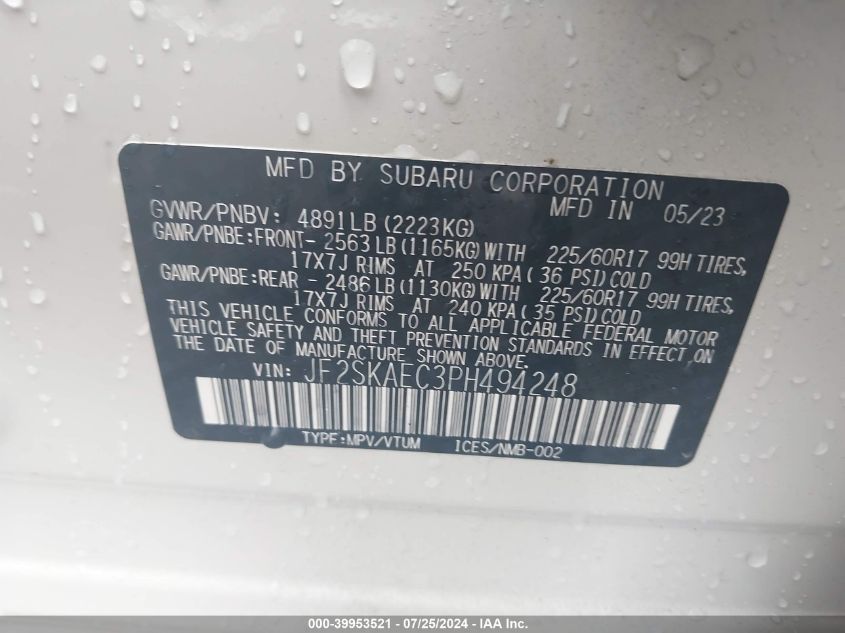 MFD BY SUBARU CORPORATION
GVWR/PNBV: 4891LB (2223KG) MFD IN 05/23
GAWR/PNBE:FRONT- 2563LB(1165KG)WITH 225/60R17 99H TIRES,
17X7J RIMS AT 250 KPA( 36 PSI)COLD
GAWR/PNBE:REAR - 2486LB(1130KG)WITH 225/60R17 99H TIRES,
17X7J RIMS AT 240 KPA( 35 PSI)COLD
THIS VEHICLE CONFORMS TO ALL APPLICABLE FEDERAL MOTOR
VEHICLE SAFETY AND THEFT PREVENTION STANDARDS IN EFFECT ON
THE DATE OF MANUFACTURE SHOWN ABOVE.
VIN: JF2SKAEC3PH494248
TYPE:MPV/VTUM ICES/NMB-002
000-39953521 - 07/25/2024 - IAA Inc.